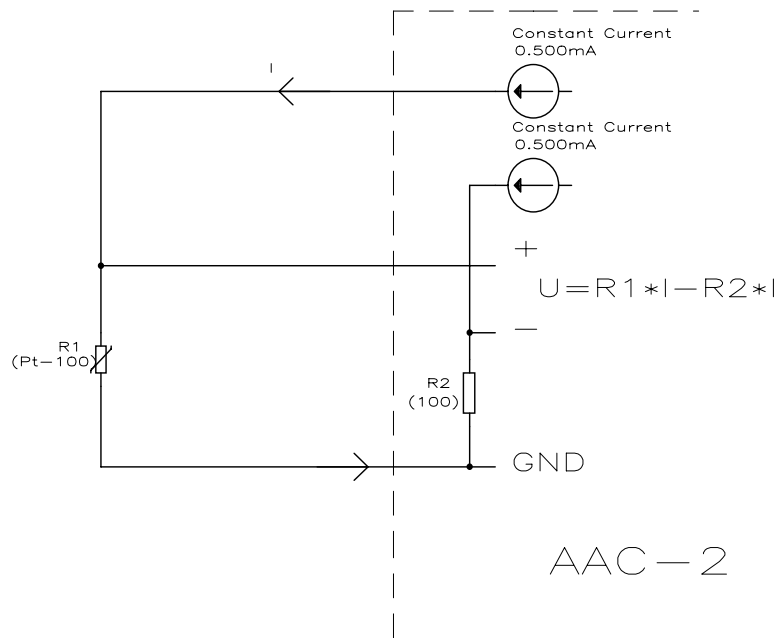 Constant Current
0.500mA
I
Constant Current
0.500mA
+
U=R1*I-R2*I
-
R1
(Pt-100)
R2
(100)
GND
AAC-2